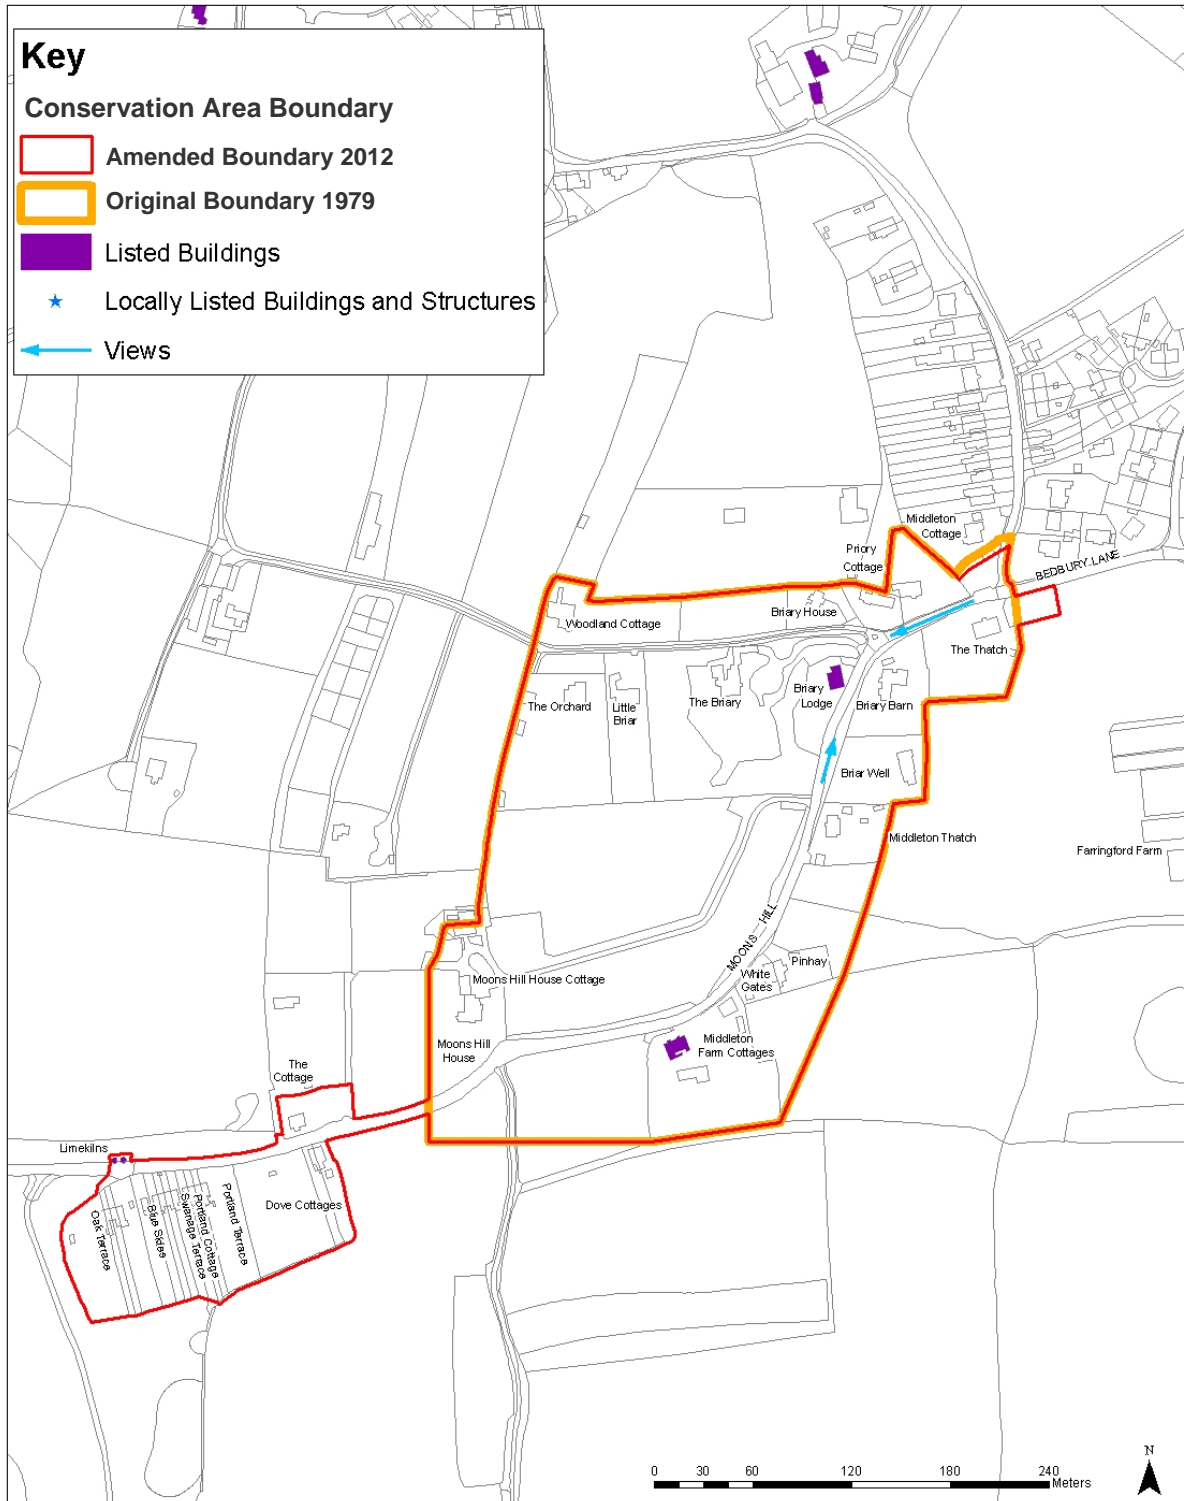 Key
Conservation Area Boundary
Amended Boundary 2012
Original Boundary 1979
Listed Buildings
Locally Listed Buildings and Structures
Views
Middleton
Cottage
Priory
Cottage
BEDBURY LANE
Briary House
Woodland Cottage
The Thatch
The Orchard
Little
Briar
The Briary
Briary
Lodge
Briary Barn
Briar Well
Middleton Thatch
Farringford Farm
MOONS HILL
Pinhay
White
Gates
Moons Hill House Cottage
Moons Hill
House
Middleton
Farm Cottages
The
Cottage
Limekilns
Dove Cottages
Oak Terrace
Blue Skies
Swanage Terrace
Portland Cottage
Portland Terrace
N
0 30 60 120 180 240
Meters